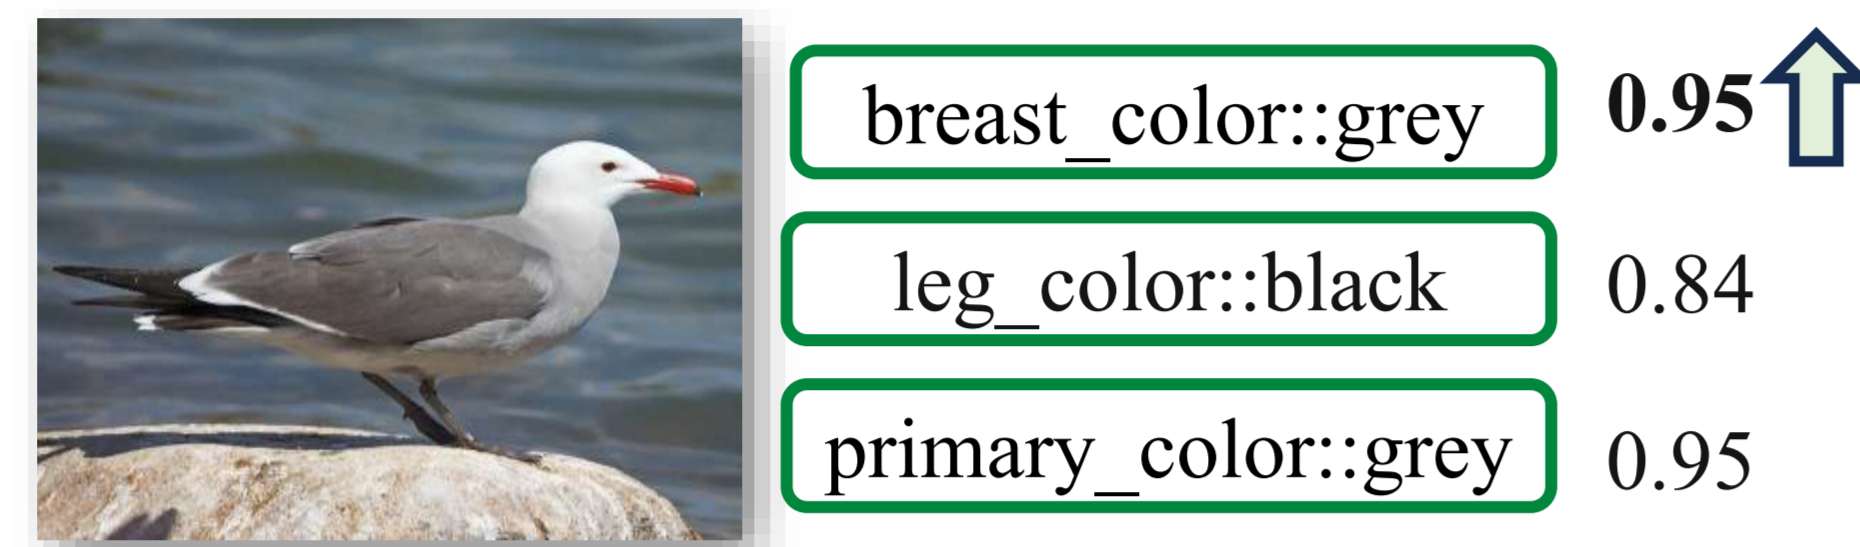 breast_color::grey 0.95
leg_color::black 0.84
primary_color::grey 0.95